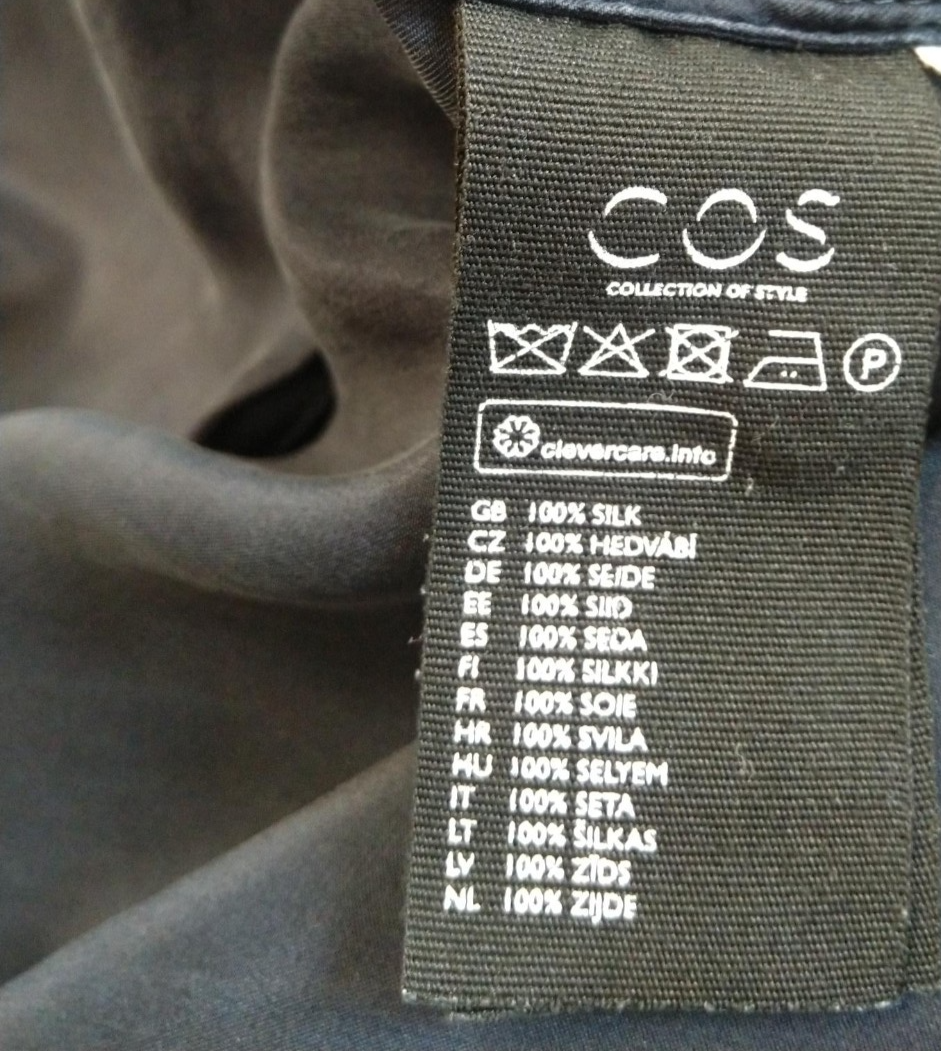 COS
COLLECTION OF STYLE
P
clevercare.info
GB 100% SILK
CZ 100% HEDVÁBÍ
DE 100% SEIDE
EE 100% SIID
ES 100% SEDA
FI 100% SILKKI
FR 100% SOIE
HR 100% SVILA
HU 100% SELYEM
IT 100% SETA
LT 100% ŠILKAS
LV 100% ZĪDS
NL 100% ZIJDE